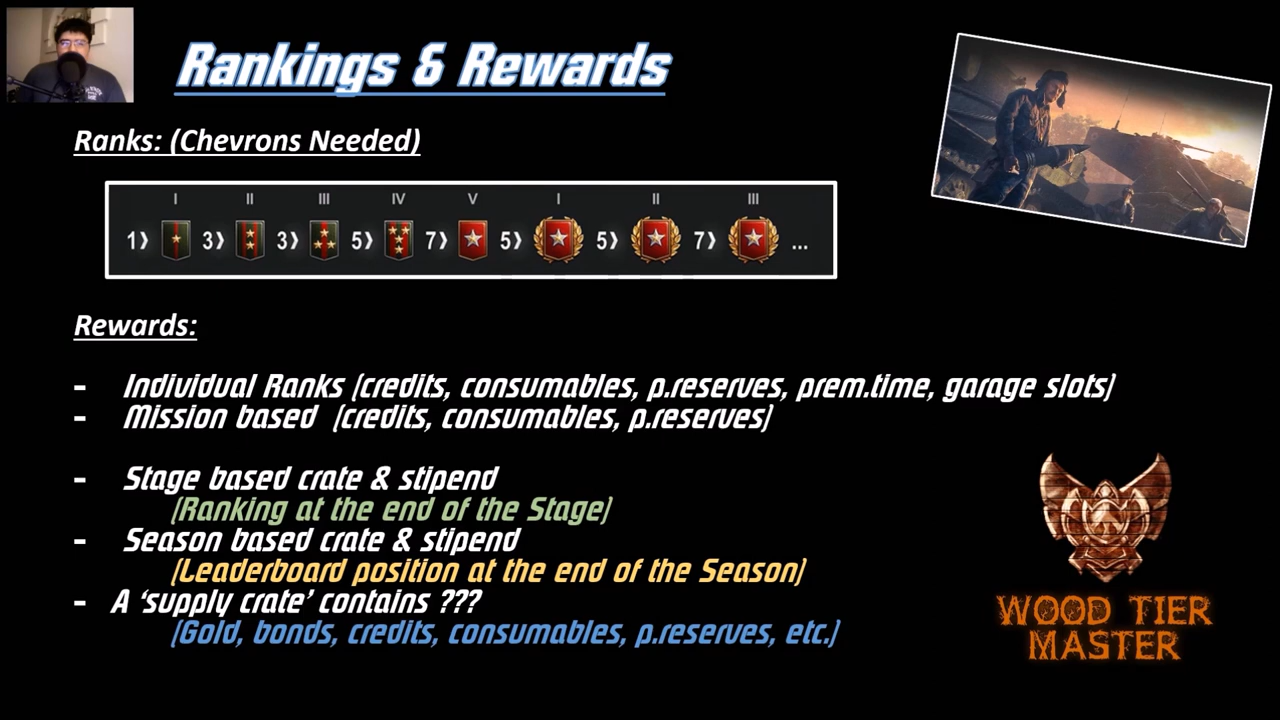 Rankings & Rewards
Ranks: (Chevrons Needed)
I II III IV V I II III
1❯ 3❯ 3❯ 5❯ 7❯ 5❯ 5❯ 7❯ ...
Rewards:
- Individual Ranks (credits, consumables, p.reserves, prem.time, garage slots)
- Mission based (credits, consumables, p.reserves)
- Stage based crate & stipend
(Ranking at the end of the Stage)
- Season based crate & stipend
(Leaderboard position at the end of the Season)
- A ‘supply crate’ contains ???
(Gold, bonds, credits, consumables, p.reserves, etc.)
WOOD TIER
MASTER